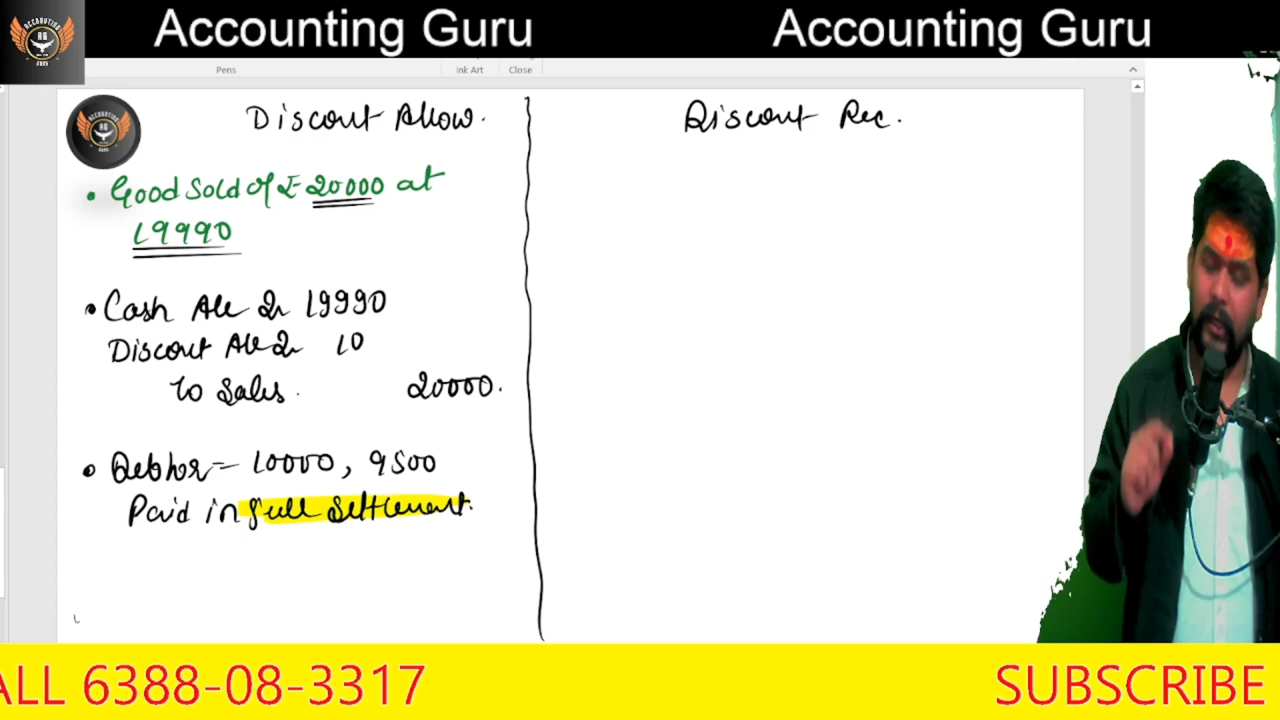 Accounting Guru
Accounting Guru
Pens
Ink Art
Close
Discount Allow.
Discount Rec.
• Good Sold of ₹ 20000 at
19990
• Cash A/c Dr 19990
Discount A/c Dr 10
To Sales. 20000.
• Debtor = 10000, 9500
Paid in full Settlement.
ALL 6388-08-3317
SUBSCRIBE